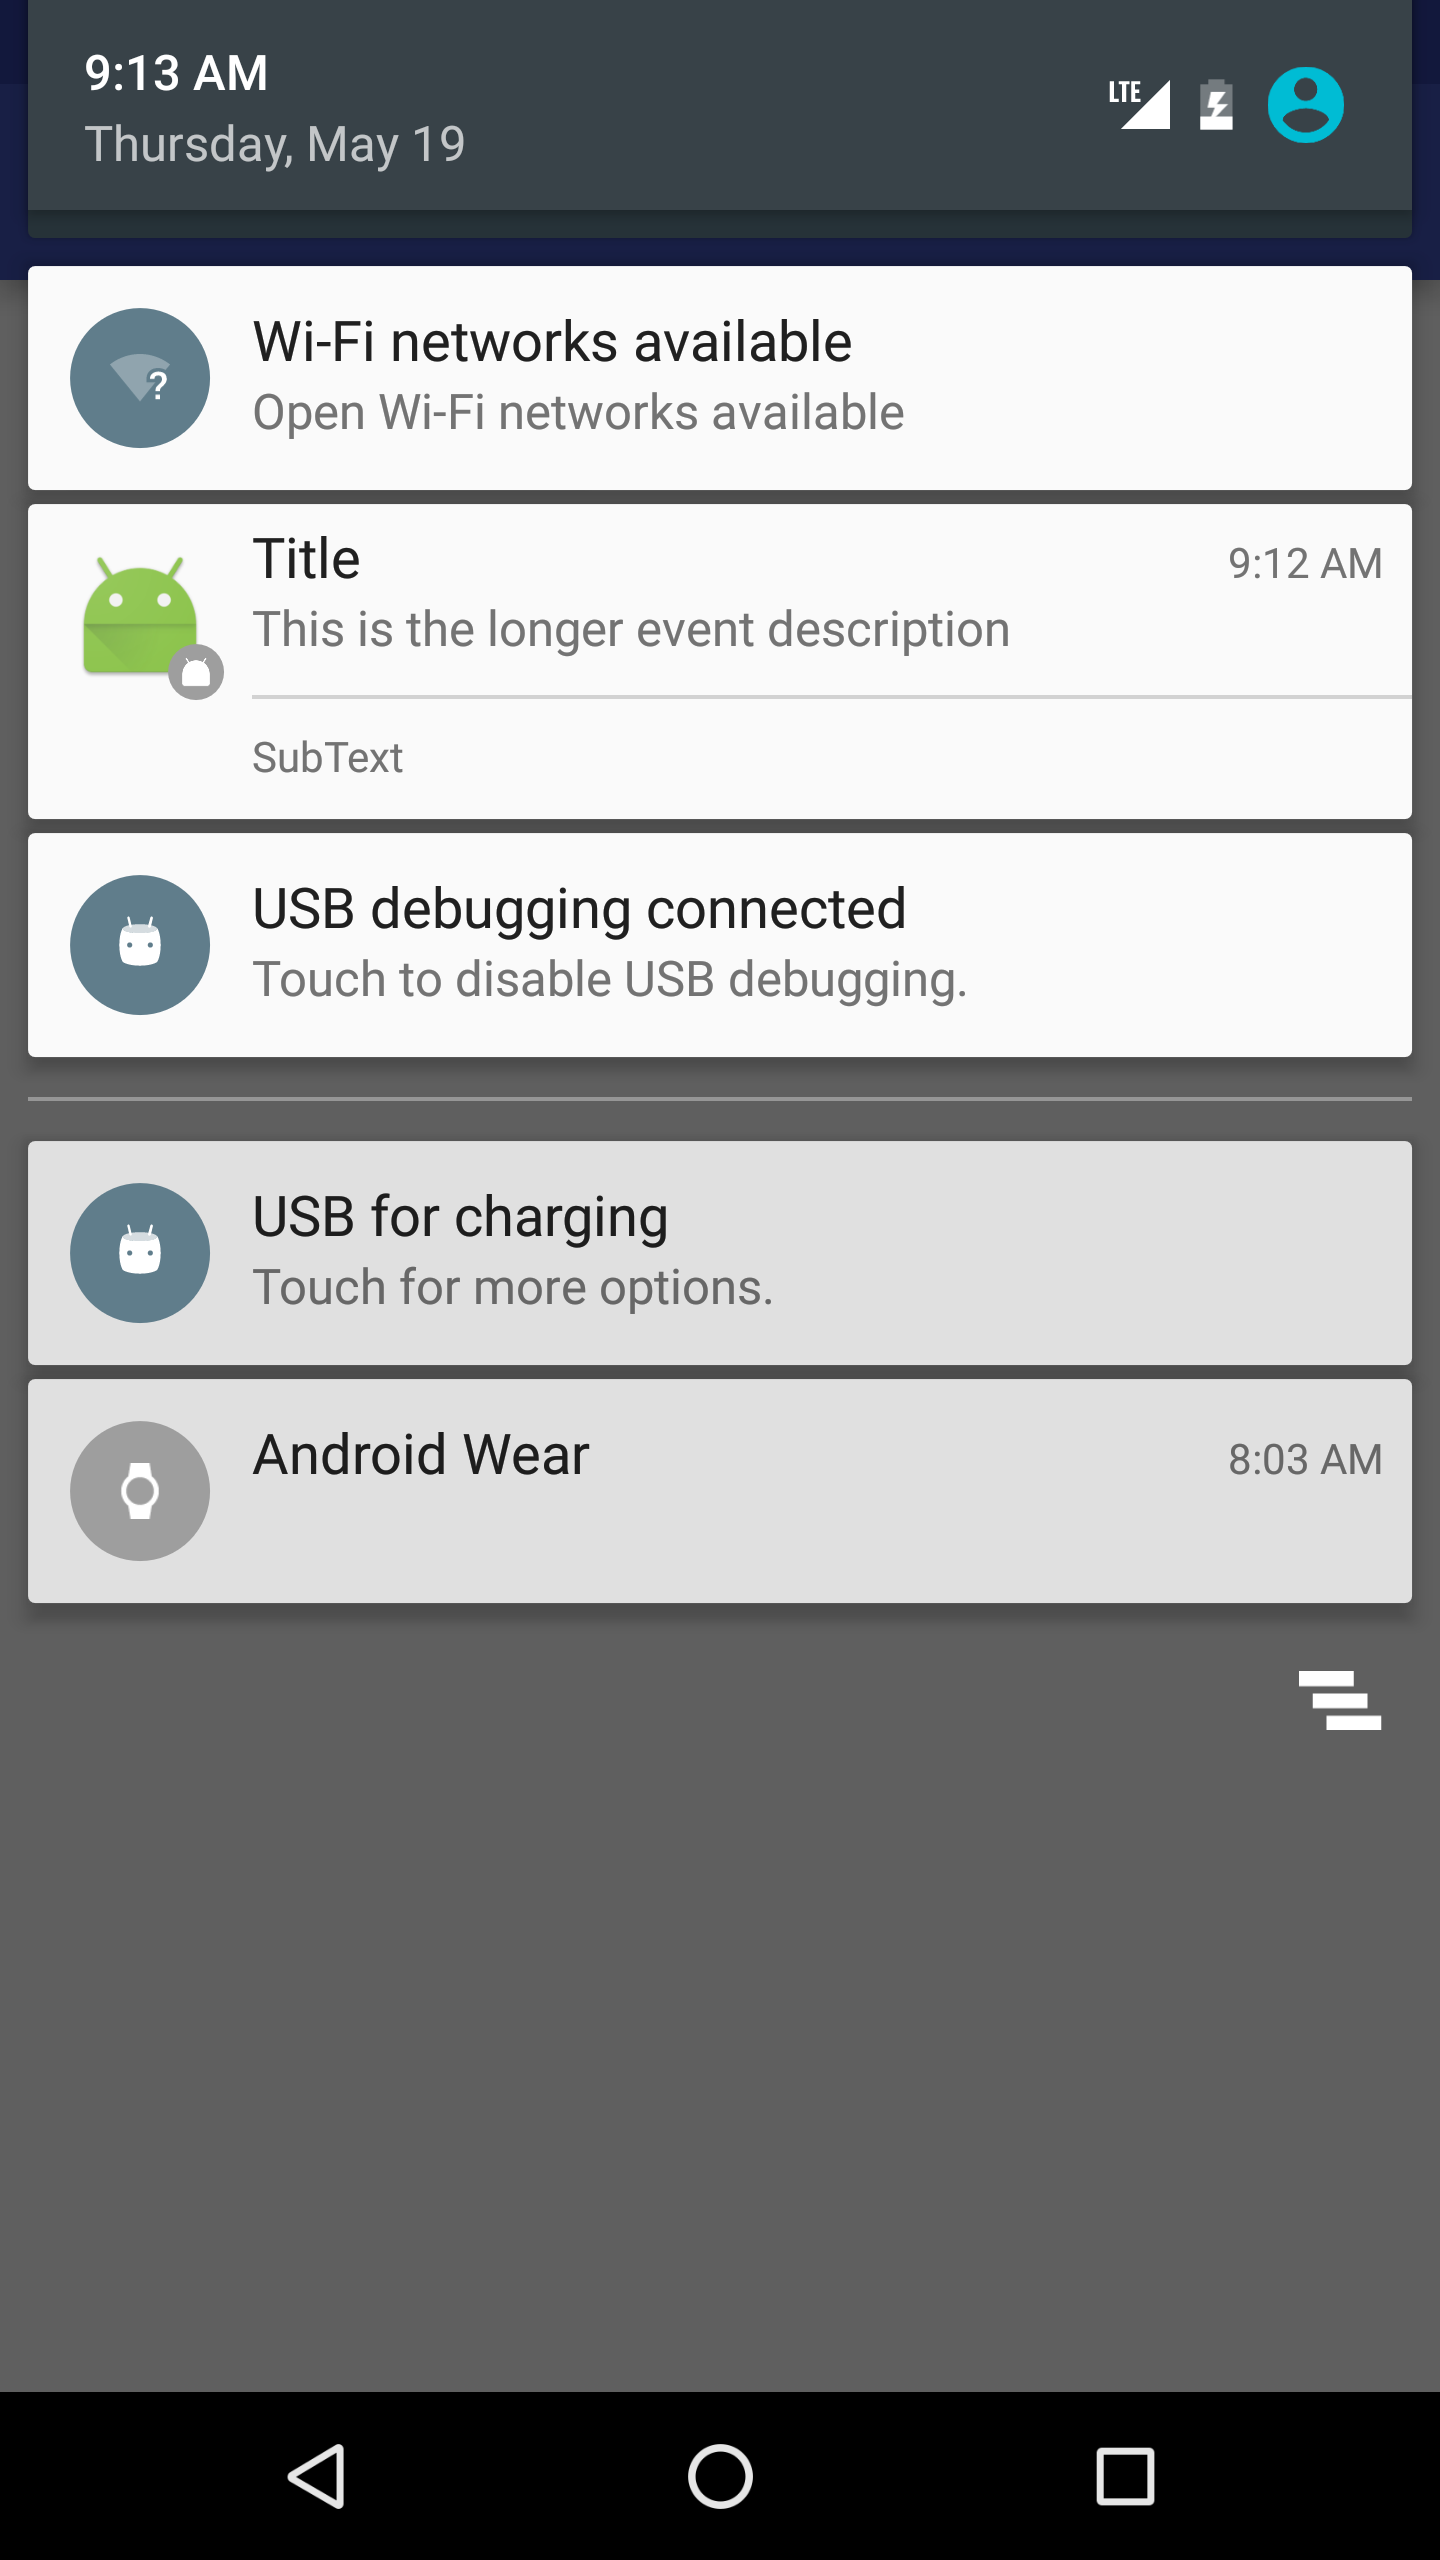 9:13 AM
Thursday, May 19
LTE
Wi-Fi networks available
Open Wi-Fi networks available
Title 9:12 AM
This is the longer event description
SubText
USB debugging connected
Touch to disable USB debugging.
USB for charging
Touch for more options.
Android Wear 8:03 AM